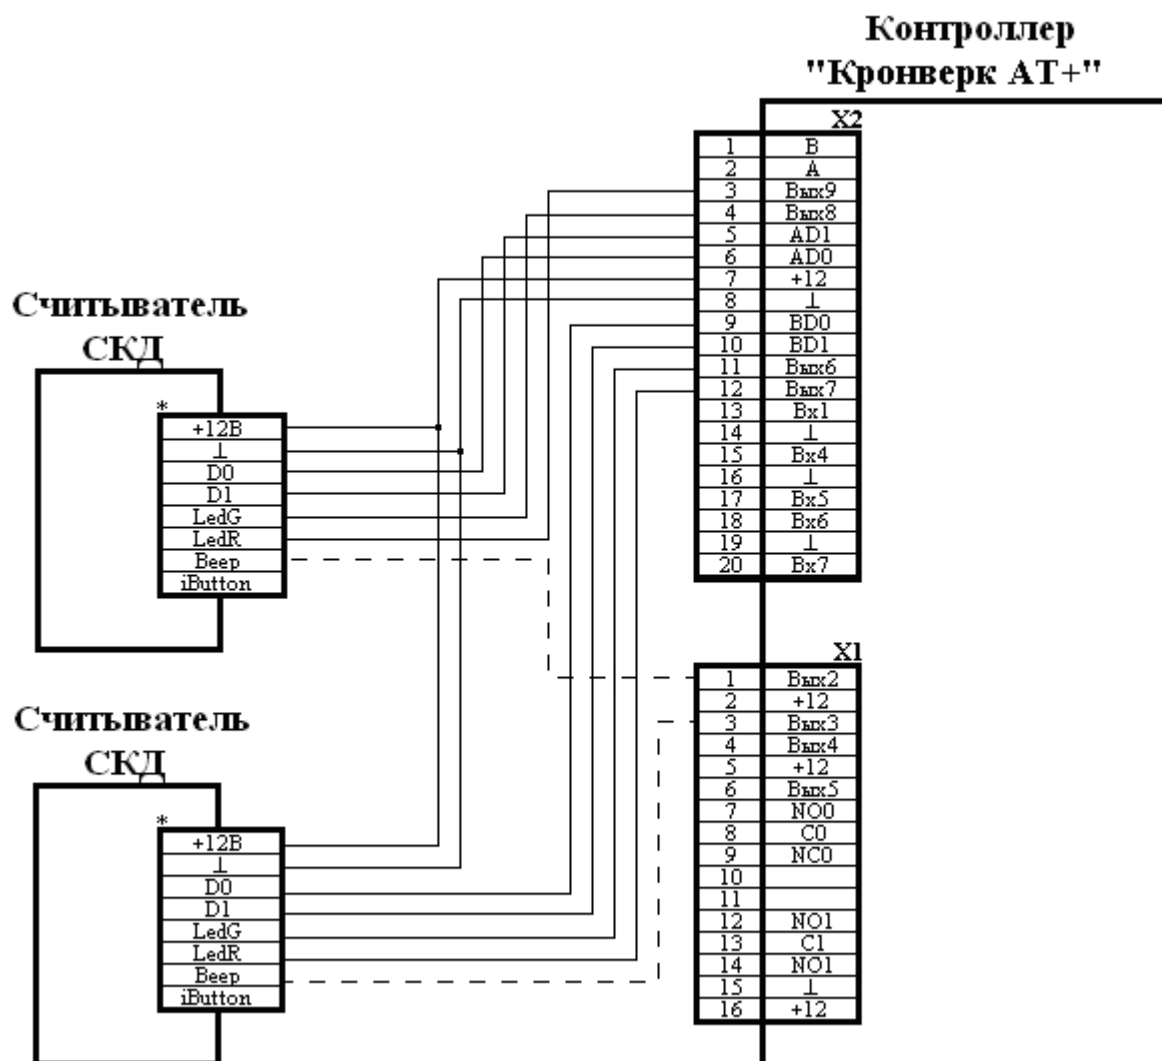 Контроллер
"Кронверк АТ+"
X2
1 B
2 A
3 Вых9
4 Вых8
5 AD1
6 AD0
7 +12
8 ⊥
9 BD0
10 BD1
11 Вых6
12 Вых7
13 Вх1
14 ⊥
15 Вх4
16 ⊥
17 Вх5
18 Вх6
19 ⊥
20 Вх7
Считыватель
СКД
*
+12В
⊥
D0
D1
LedG
LedR
Beep
iButton
X1
1 Вых2
2 +12
3 Вых3
4 Вых4
5 +12
6 Вых5
7 NO0
8 C0
9 NC0
10
11
12 NO1
13 C1
14 NO1
15 ⊥
16 +12
Считыватель
СКД
*
+12В
⊥
D0
D1
LedG
LedR
Beep
iButton